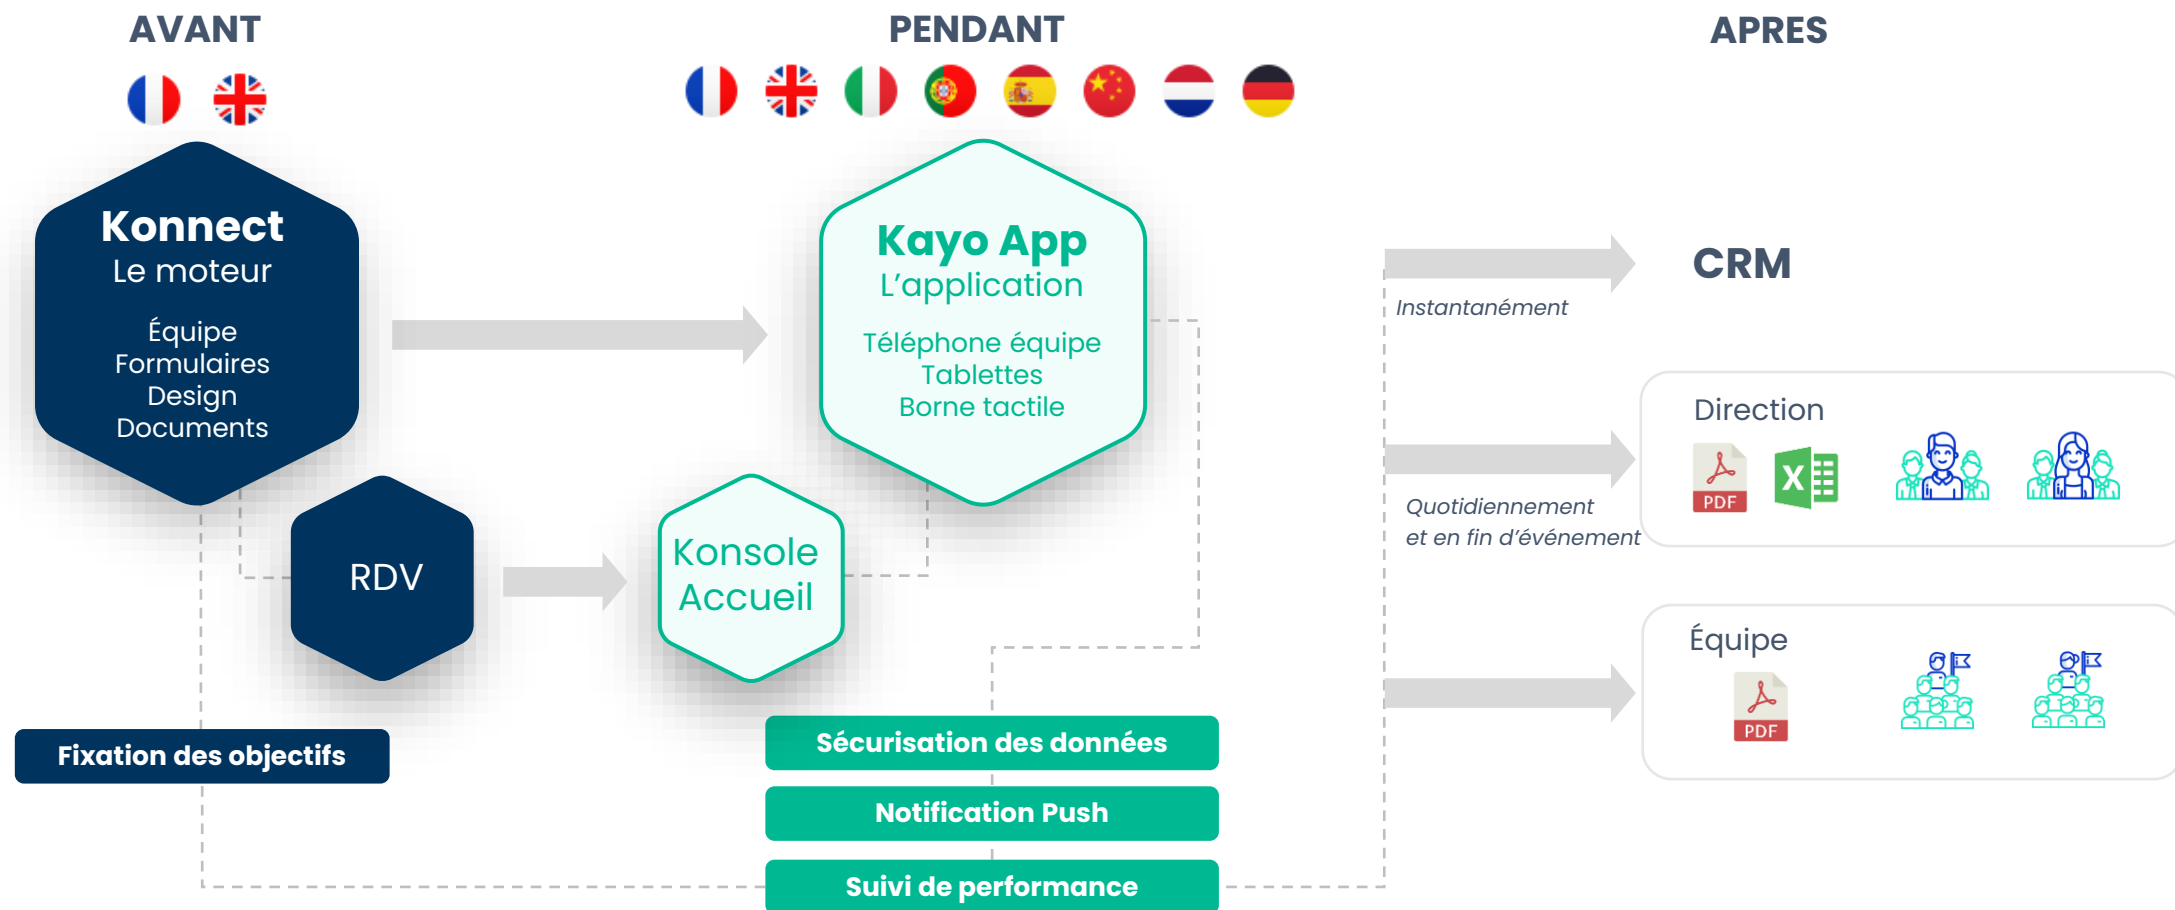 AVANT
PENDANT
APRES
Konnect
Le moteur
Équipe
Formulaires
Design
Documents
Kayo App
L’application
Téléphone équipe
Tablettes
Borne tactile
RDV
Konsole
Accueil
Fixation des objectifs
Sécurisation des données
Notification Push
Suivi de performance
CRM
Instantanément
Direction
PDF
X
Quotidiennement
et en fin d’événement
Équipe
PDF